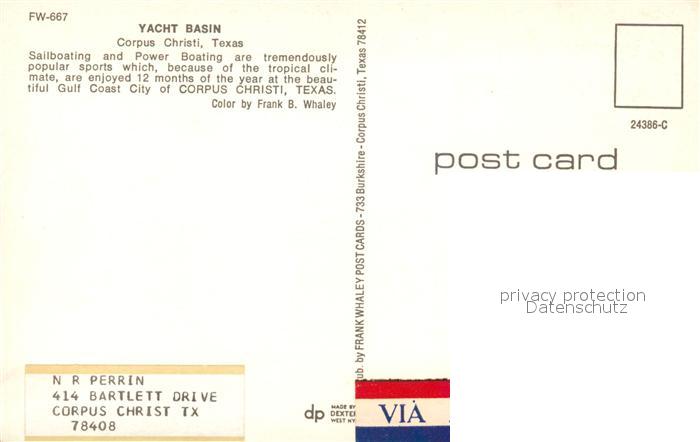 FW-667
YACHT BASIN
Corpus Christi, Texas
Sailboating and Power Boating are tremendously
popular sports which, because of the tropical cli-
mate, are enjoyed 12 months of the year at the beau-
tiful Gulf Coast City of CORPUS CHRISTI, TEXAS.
Color by Frank B. Whaley
ub. by FRANK WHALEY POST CARDS - 733 Burkshire - Corpus Christi, Texas 78412
24386-C
post card
privacy protection
Datenschutz
N R PERRIN
414 BARTLETT DRIVE
CORPUS CHRIST TX
78408
dp
MADE BY
DEXTER
WEST NY
VIA